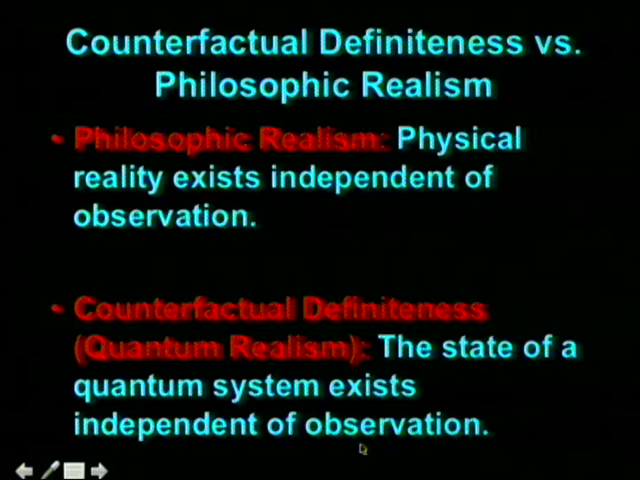 Counterfactual Definiteness vs.
Philosophic Realism
• Philosophic Realism: Physical
reality exists independent of
observation.
• Counterfactual Definiteness
(Quantum Realism): The state of a
quantum system exists
independent of observation.